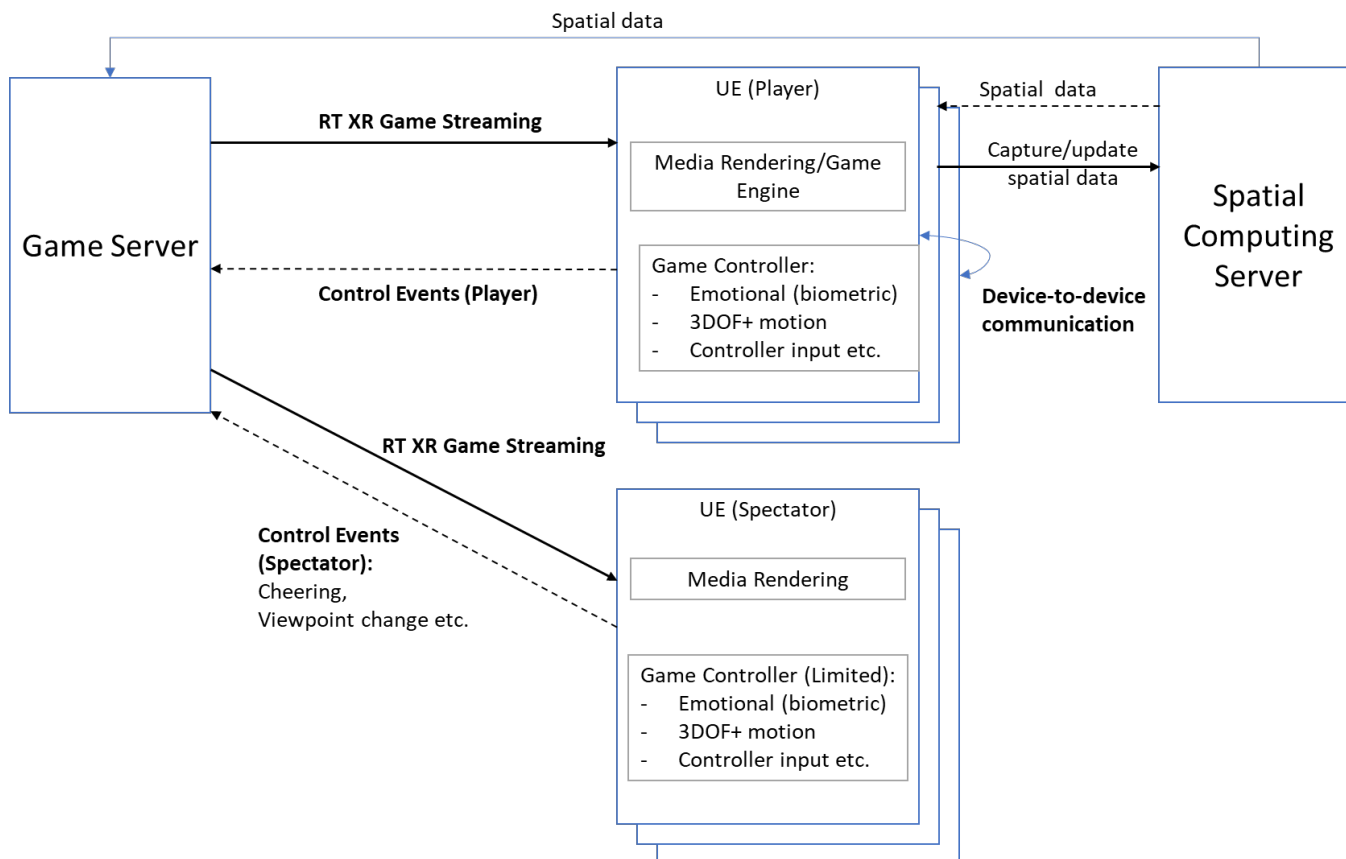 Spatial data
Game Server
RT XR Game Streaming
Control Events (Player)
UE (Player)
Media Rendering/Game
Engine
Game Controller:
- Emotional (biometric)
- 3DOF+ motion
- Controller input etc.
Spatial data
Capture/update
spatial data
Device-to-device
communication
Spatial
Computing
Server
RT XR Game Streaming
Control Events
(Spectator):
Cheering,
Viewpoint change etc.
UE (Spectator)
Media Rendering
Game Controller (Limited):
- Emotional (biometric)
- 3DOF+ motion
- Controller input etc.